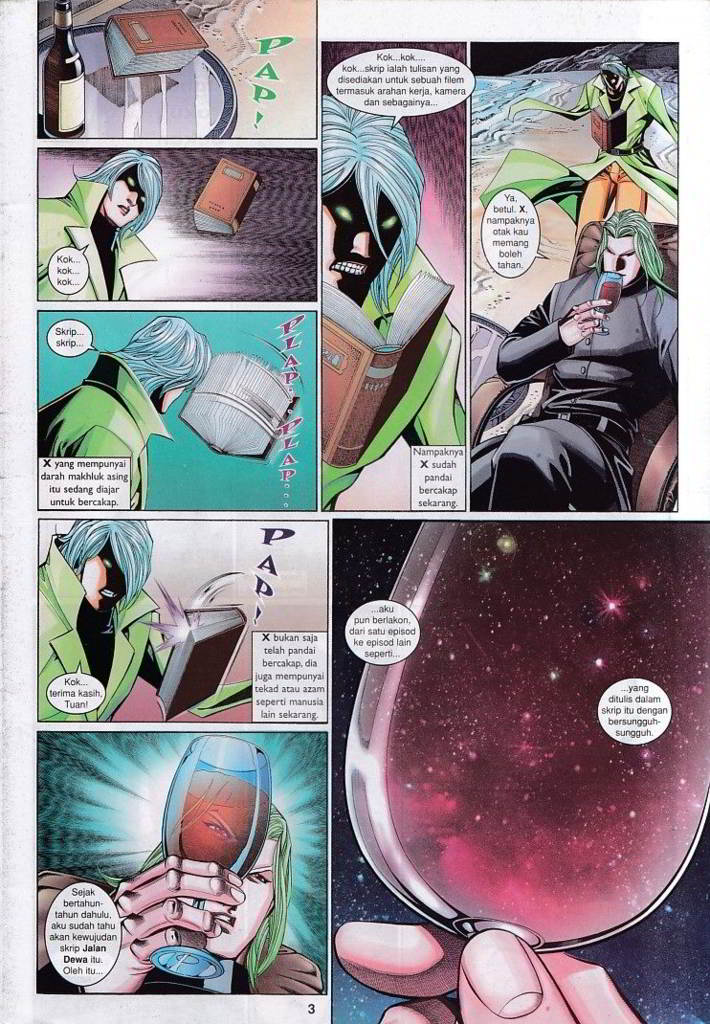 PAP!
Kok...
kok...
kok...
Skrip...
skrip...
PLAP...PLAP...
X yang mempunyai
darah makhluk asing
itu sedang diajar
untuk bercakap.
Kok...kok....
kok...skrip ialah tulisan yang
disediakan untuk sebuah filem
termasuk arahan kerja, kamera
dan sebagainya...
Nampaknya
X sudah
pandai
bercakap
sekarang.
Ya,
betul. X,
nampaknya
otak kau
memang
boleh
tahan.
PAP!
Kok...
terima kasih,
Tuan!
X bukan saja
telah pandai
bercakap, dia
juga mempunyai
tekad atau azam
seperti manusia
lain sekarang.
Sejak
bertahun-
tahun dahulu,
aku sudah tahu
akan kewujudan
skrip Jalan
Dewa itu.
Oleh itu...
...aku
pun berlakon,
dari satu episod
ke episod lain
seperti...
...yang
ditulis dalam
skrip itu dengan
bersungguh-
sungguh.
3